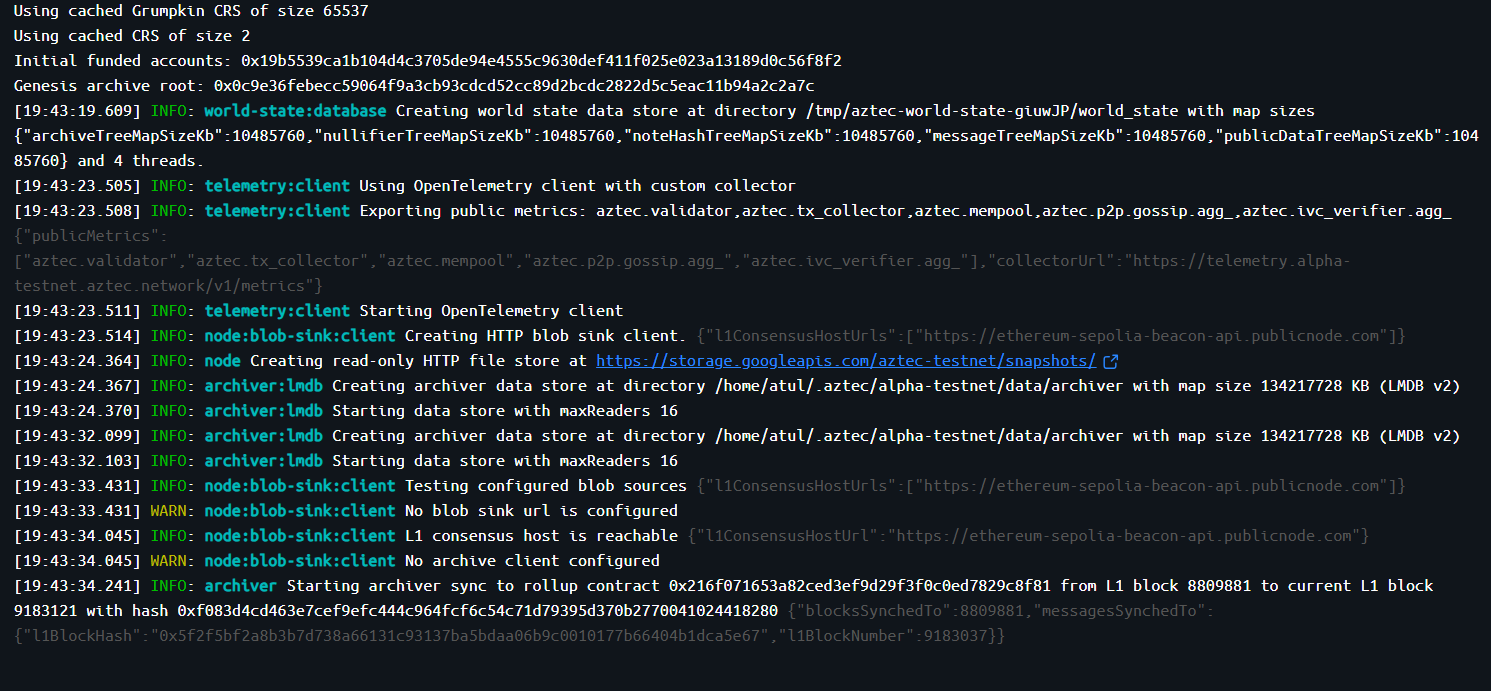 Using cached Grumpkin CRS of size 65537
Using cached CRS of size 2
Initial funded accounts: 0x19b5539ca1b104d4c3705de94e4555c9630def411f025e023a13189d0c56f8f2
Genesis archive root: 0x0c9e36febecc59064f9a3cb93cdcd52cc89d2bcdc2822d5c5eac11b94a2c2a7c
[19:43:19.609] INFO: world-state:database Creating world state data store at directory /tmp/aztec-world-state-giuwJP/world_state with map sizes
{"archiveTreeMapSizeKb":10485760,"nullifierTreeMapSizeKb":10485760,"noteHashTreeMapSizeKb":10485760,"messageTreeMapSizeKb":10485760,"publicDataTreeMapSizeKb":104
85760} and 4 threads.
[19:43:23.505] INFO: telemetry:client Using OpenTelemetry client with custom collector
[19:43:23.508] INFO: telemetry:client Exporting public metrics: aztec.validator,aztec.tx_collector,aztec.mempool,aztec.p2p.gossip.agg_,aztec.ivc_verifier.agg_
{"publicMetrics":
["aztec.validator","aztec.tx_collector","aztec.mempool","aztec.p2p.gossip.agg_","aztec.ivc_verifier.agg_"],"collectorUrl":"https://telemetry.alpha-
testnet.aztec.network/v1/metrics"}
[19:43:23.511] INFO: telemetry:client Starting OpenTelemetry client
[19:43:23.514] INFO: node:blob-sink:client Creating HTTP blob sink client. {"l1ConsensusHostUrls":["https://ethereum-sepolia-beacon-api.publicnode.com"]}
[19:43:24.364] INFO: node Creating read-only HTTP file store at https://storage.googleapis.com/aztec-testnet/snapshots/
[19:43:24.367] INFO: archiver:lmdb Creating archiver data store at directory /home/atul/.aztec/alpha-testnet/data/archiver with map size 134217728 KB (LMDB v2)
[19:43:24.370] INFO: archiver:lmdb Starting data store with maxReaders 16
[19:43:32.099] INFO: archiver:lmdb Creating archiver data store at directory /home/atul/.aztec/alpha-testnet/data/archiver with map size 134217728 KB (LMDB v2)
[19:43:32.103] INFO: archiver:lmdb Starting data store with maxReaders 16
[19:43:33.431] INFO: node:blob-sink:client Testing configured blob sources {"l1ConsensusHostUrls":["https://ethereum-sepolia-beacon-api.publicnode.com"]}
[19:43:33.431] WARN: node:blob-sink:client No blob sink url is configured
[19:43:34.045] INFO: node:blob-sink:client L1 consensus host is reachable {"l1ConsensusHostUrl":"https://ethereum-sepolia-beacon-api.publicnode.com"}
[19:43:34.045] WARN: node:blob-sink:client No archive client configured
[19:43:34.241] INFO: archiver Starting archiver sync to rollup contract 0x216f071653a82ced3ef9d29f3f0c0ed7829c8f81 from L1 block 8809881 to current L1 block
9183121 with hash 0xf083d4cd463e7cef9efc444c964fcf6c54c71d79395d370b2770041024418280 {"blocksSynchedTo":8809881,"messagesSynchedTo":
{"l1BlockHash":"0x5f2f5bf2a8b3b7d738a66131c93137ba5bdaa06b9c0010177b66404b1dca5e67","l1BlockNumber":9183037}}